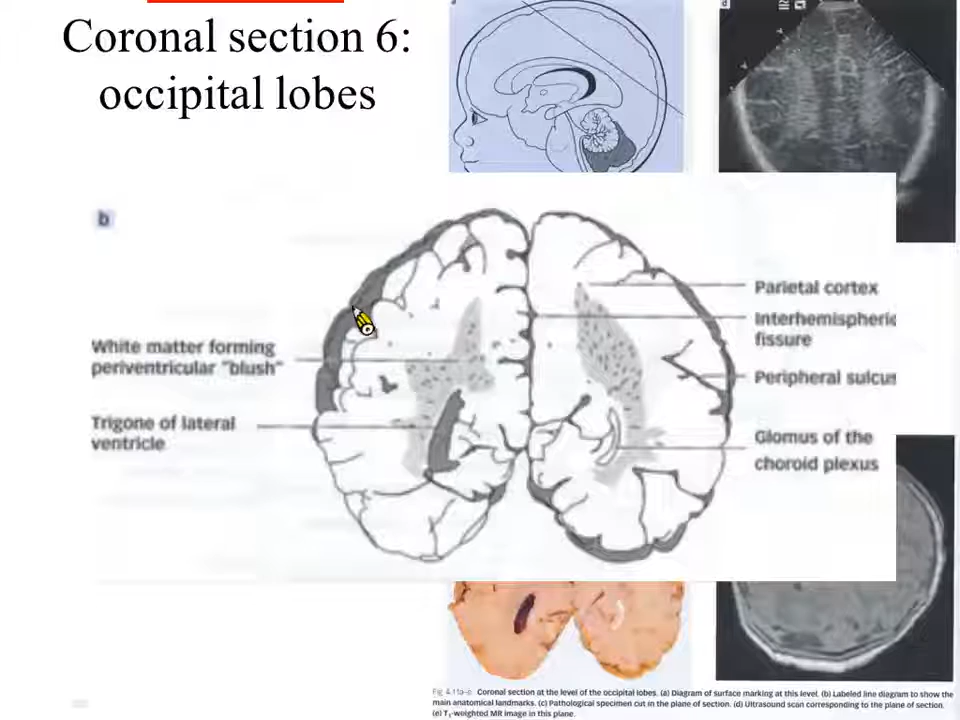 Coronal section 6:
occipital lobes
a
d
b
White matter forming
periventricular "blush"
Trigone of lateral
ventricle
Parietal cortex
Interhemispheric
fissure
Peripheral sulcus
Glomus of the
choroid plexus
Fig 4.11a-e Coronal section at the level of the occipital lobes. (a) Diagram of surface marking at this level. (b) Labeled line diagram to show the
main anatomical landmarks. (c) Pathological specimen cut in the plane of section. (d) Ultrasound scan corresponding to the plane of section.
(e) T₁-weighted MR image in this plane.